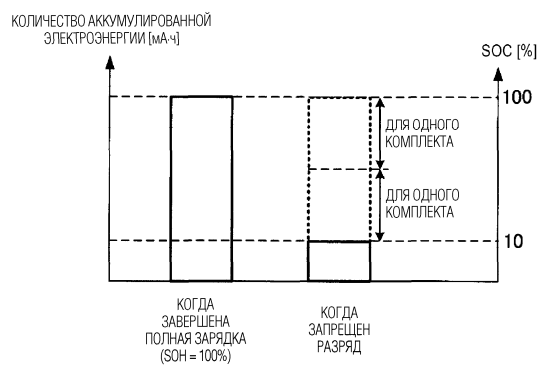 КОЛИЧЕСТВО АККУМУЛИРОВАННОЙ
ЭЛЕКТРОЭНЕРГИИ [мА·ч]
SOC [%]
100
ДЛЯ ОДНОГО
КОМПЛЕКТА
ДЛЯ ОДНОГО
КОМПЛЕКТА
10
КОГДА
ЗАВЕРШЕНА
ПОЛНАЯ ЗАРЯДКА
(SOH = 100%)
КОГДА
ЗАПРЕЩЕН
РАЗРЯД